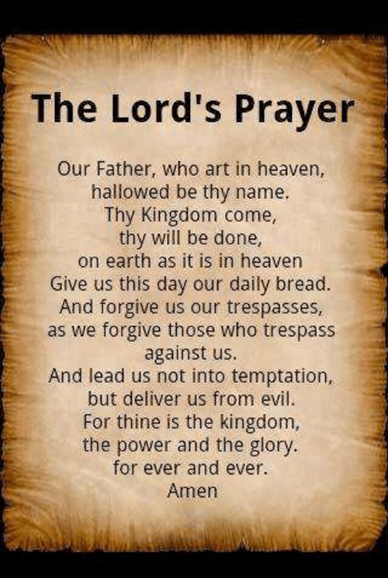 The Lord's Prayer
Our Father, who art in heaven,
hallowed be thy name.
Thy Kingdom come,
thy will be done,
on earth as it is in heaven
Give us this day our daily bread.
And forgive us our trespasses,
as we forgive those who trespass
against us.
And lead us not into temptation,
but deliver us from evil.
For thine is the kingdom,
the power and the glory.
for ever and ever.
Amen